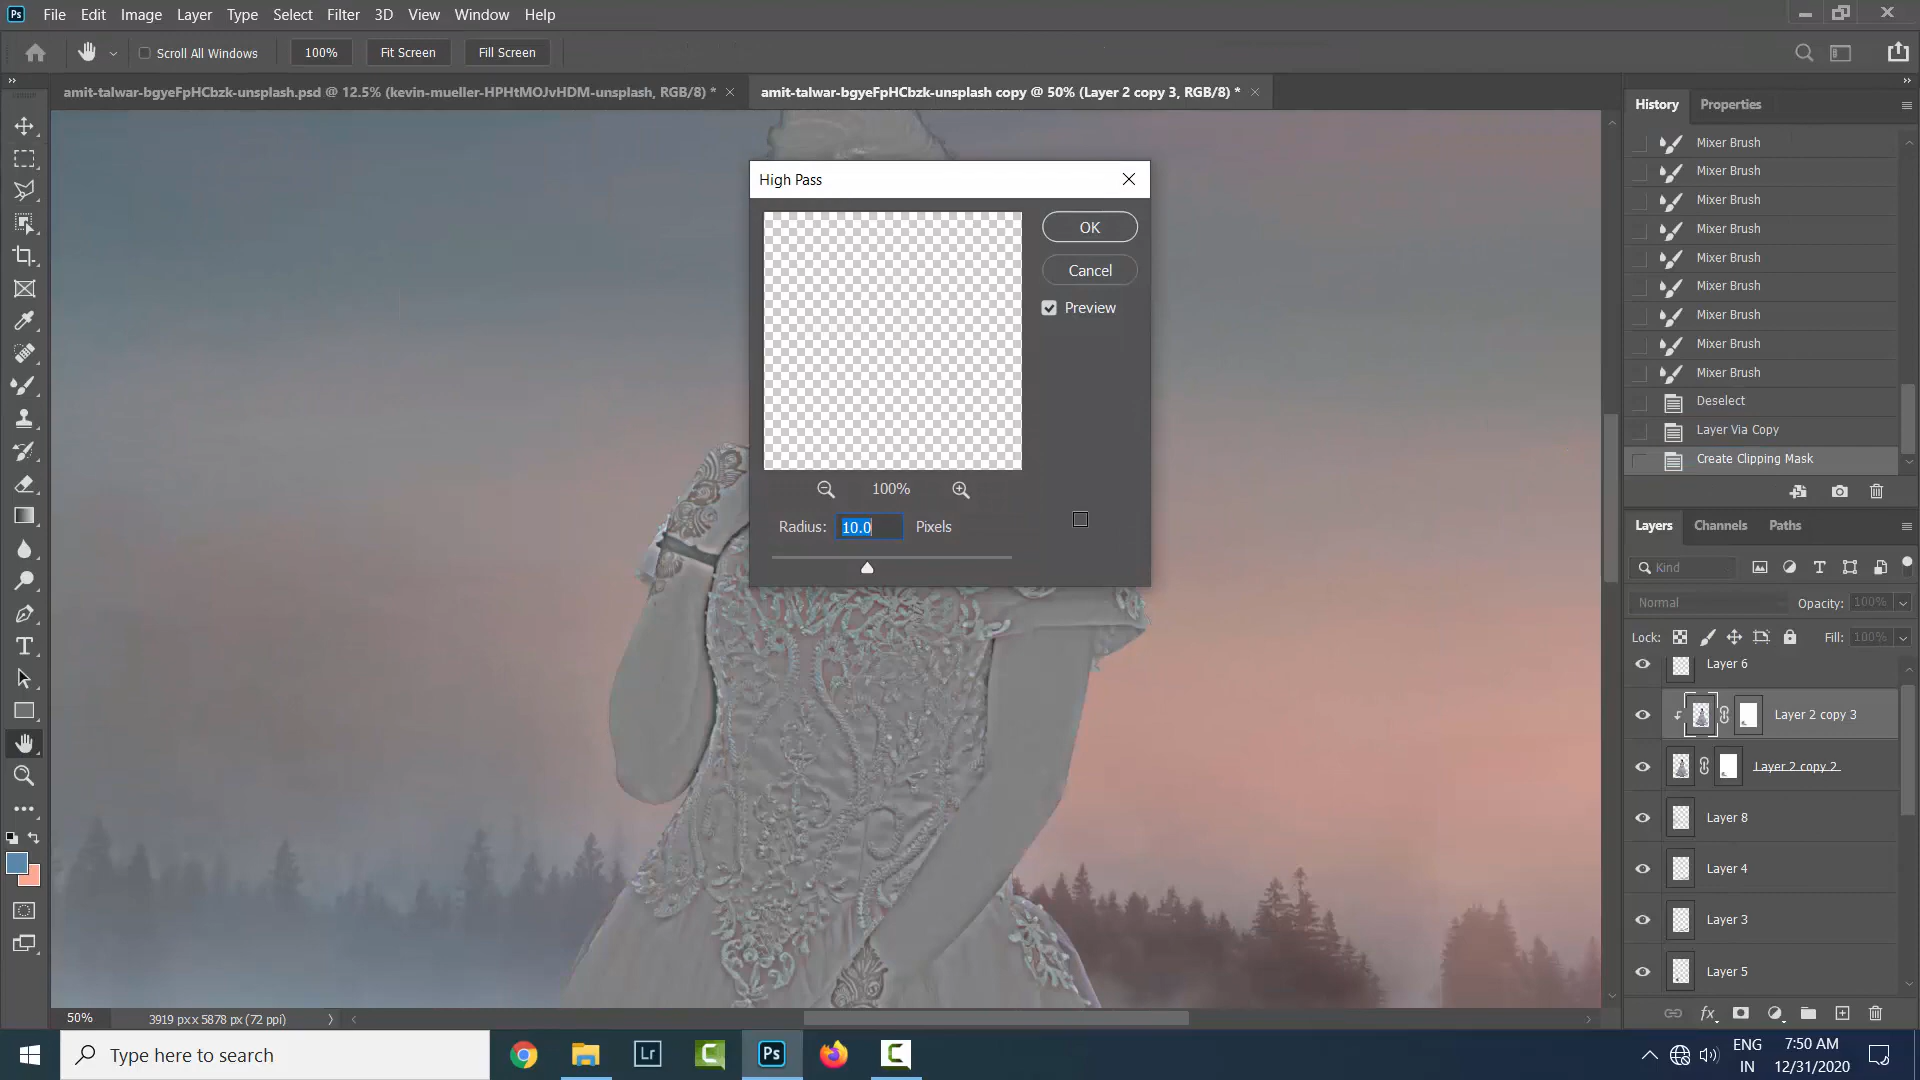 Ps File Edit Image Layer Type Select Filter 3D View Window Help
Scroll All Windows 100% Fit Screen Fill Screen
amit-talwar-bgyeFpHCbzk-unsplash.psd @ 12.5% (kevin-mueller-HPHtMOJvHDM-unsplash, RGB/8) *
amit-talwar-bgyeFpHCbzk-unsplash copy @ 50% (Layer 2 copy 3, RGB/8) *
High Pass
OK
Cancel
Preview
100%
Radius: 10.0 Pixels
History Properties
Mixer Brush
Mixer Brush
Mixer Brush
Mixer Brush
Mixer Brush
Mixer Brush
Mixer Brush
Mixer Brush
Mixer Brush
Deselect
Layer Via Copy
Create Clipping Mask
Layers Channels Paths
Kind
Normal Opacity: 100%
Lock: Fill: 100%
Layer 6
Layer 2 copy 3
Layer 2 copy 2
Layer 8
Layer 4
Layer 3
Layer 5
fx
50% 3919 px x 5878 px (72 ppi)
Type here to search
Lr
Ps
ENG
IN
7:50 AM
12/31/2020